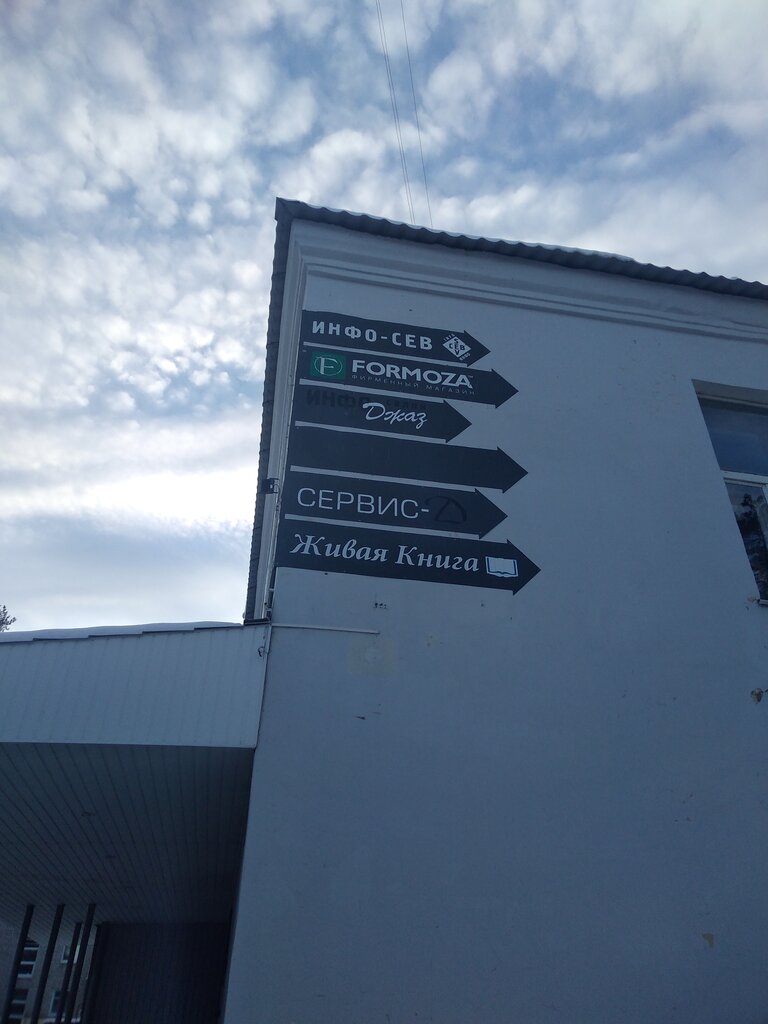 ИНФО-СЕВ
FORMOZA
ФИРМЕННЫЙ МАГАЗИН
Джаз
СЕРВИС-
Живая Книга